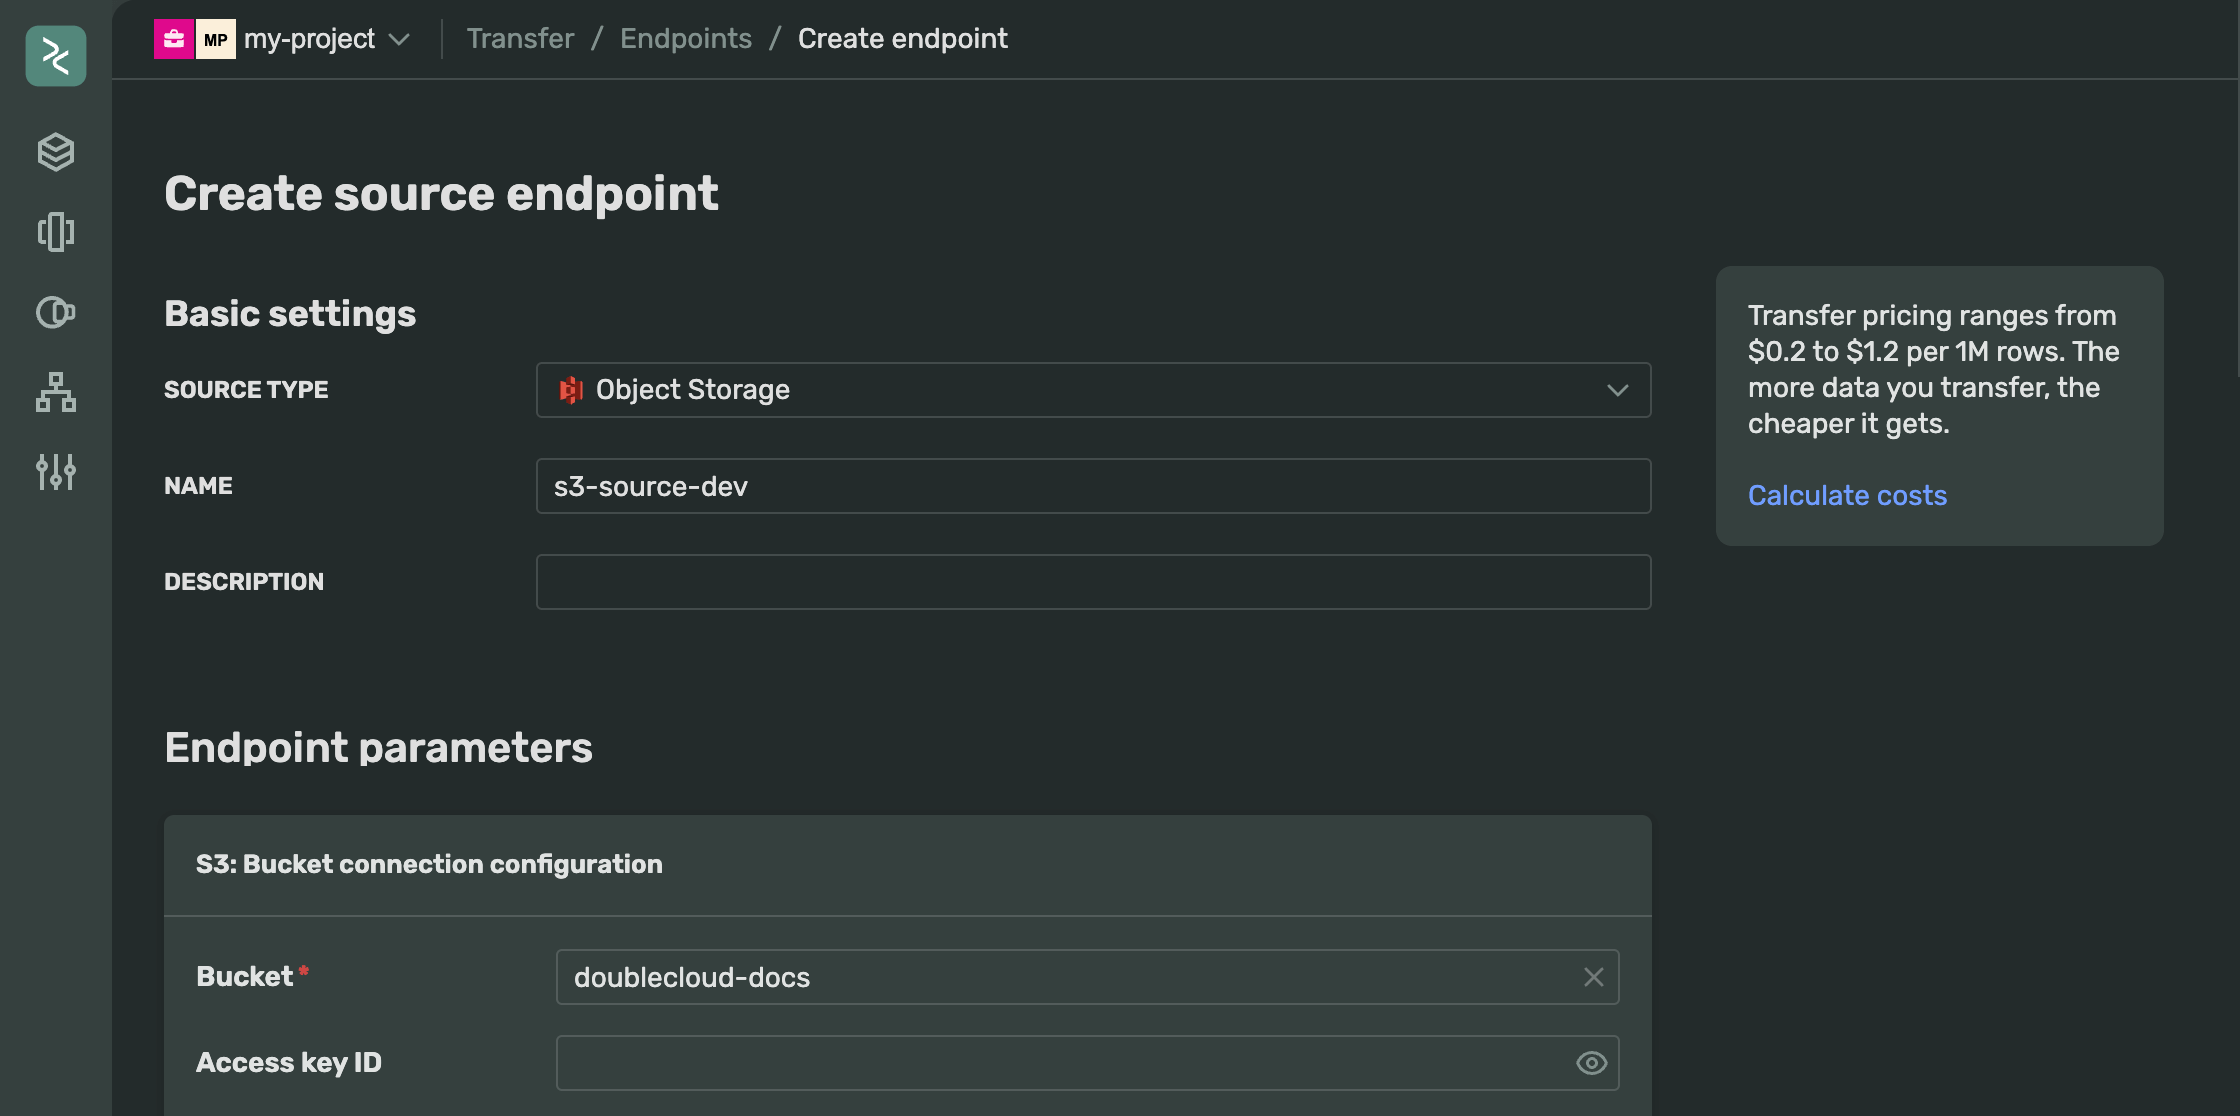 MP my-project Transfer / Endpoints / Create endpoint
Create source endpoint
Basic settings
SOURCE TYPE Object Storage
NAME s3-source-dev
DESCRIPTION
Transfer pricing ranges from
$0.2 to $1.2 per 1M rows. The
more data you transfer, the
cheaper it gets.
Calculate costs
Endpoint parameters
S3: Bucket connection configuration
Bucket* doublecloud-docs
Access key ID